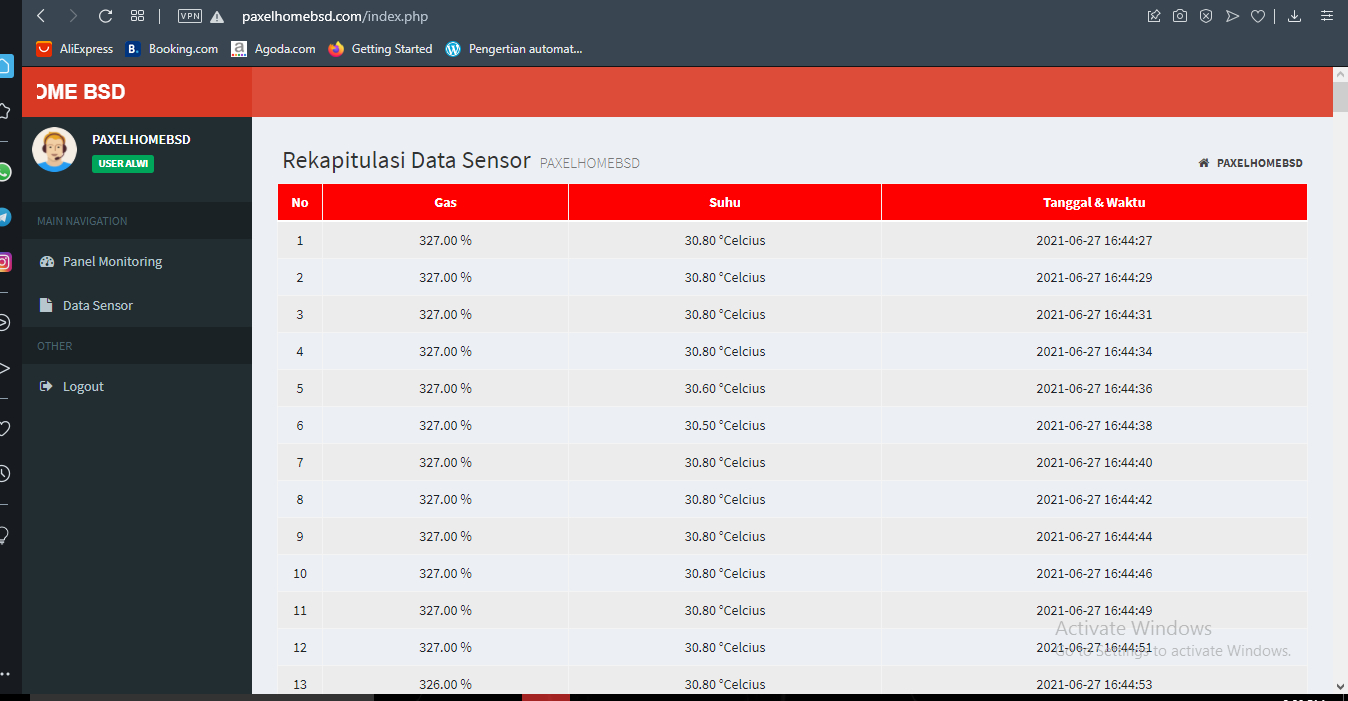 VPN paxelhomebsd.com/index.php
AliExpress B. Booking.com a Agoda.com Getting Started Pengertian automat...
OME BSD
PAXELHOMEBSD
USER ALWI
MAIN NAVIGATION
Panel Monitoring
Data Sensor
OTHER
Logout
Rekapitulasi Data Sensor PAXELHOMEBSD
PAXELHOMEBSD
No Gas Suhu Tanggal & Waktu
1 327.00 % 30.80 °Celcius 2021-06-27 16:44:27
2 327.00 % 30.80 °Celcius 2021-06-27 16:44:29
3 327.00 % 30.80 °Celcius 2021-06-27 16:44:31
4 327.00 % 30.80 °Celcius 2021-06-27 16:44:34
5 327.00 % 30.60 °Celcius 2021-06-27 16:44:36
6 327.00 % 30.50 °Celcius 2021-06-27 16:44:38
7 327.00 % 30.80 °Celcius 2021-06-27 16:44:40
8 327.00 % 30.80 °Celcius 2021-06-27 16:44:42
9 327.00 % 30.80 °Celcius 2021-06-27 16:44:44
10 327.00 % 30.80 °Celcius 2021-06-27 16:44:46
11 327.00 % 30.80 °Celcius 2021-06-27 16:44:49
12 327.00 % 30.80 °Celcius 2021-06-27 16:44:51
13 326.00 % 30.80 °Celcius 2021-06-27 16:44:53
Activate Windows
Go to Settings to activate Windows.